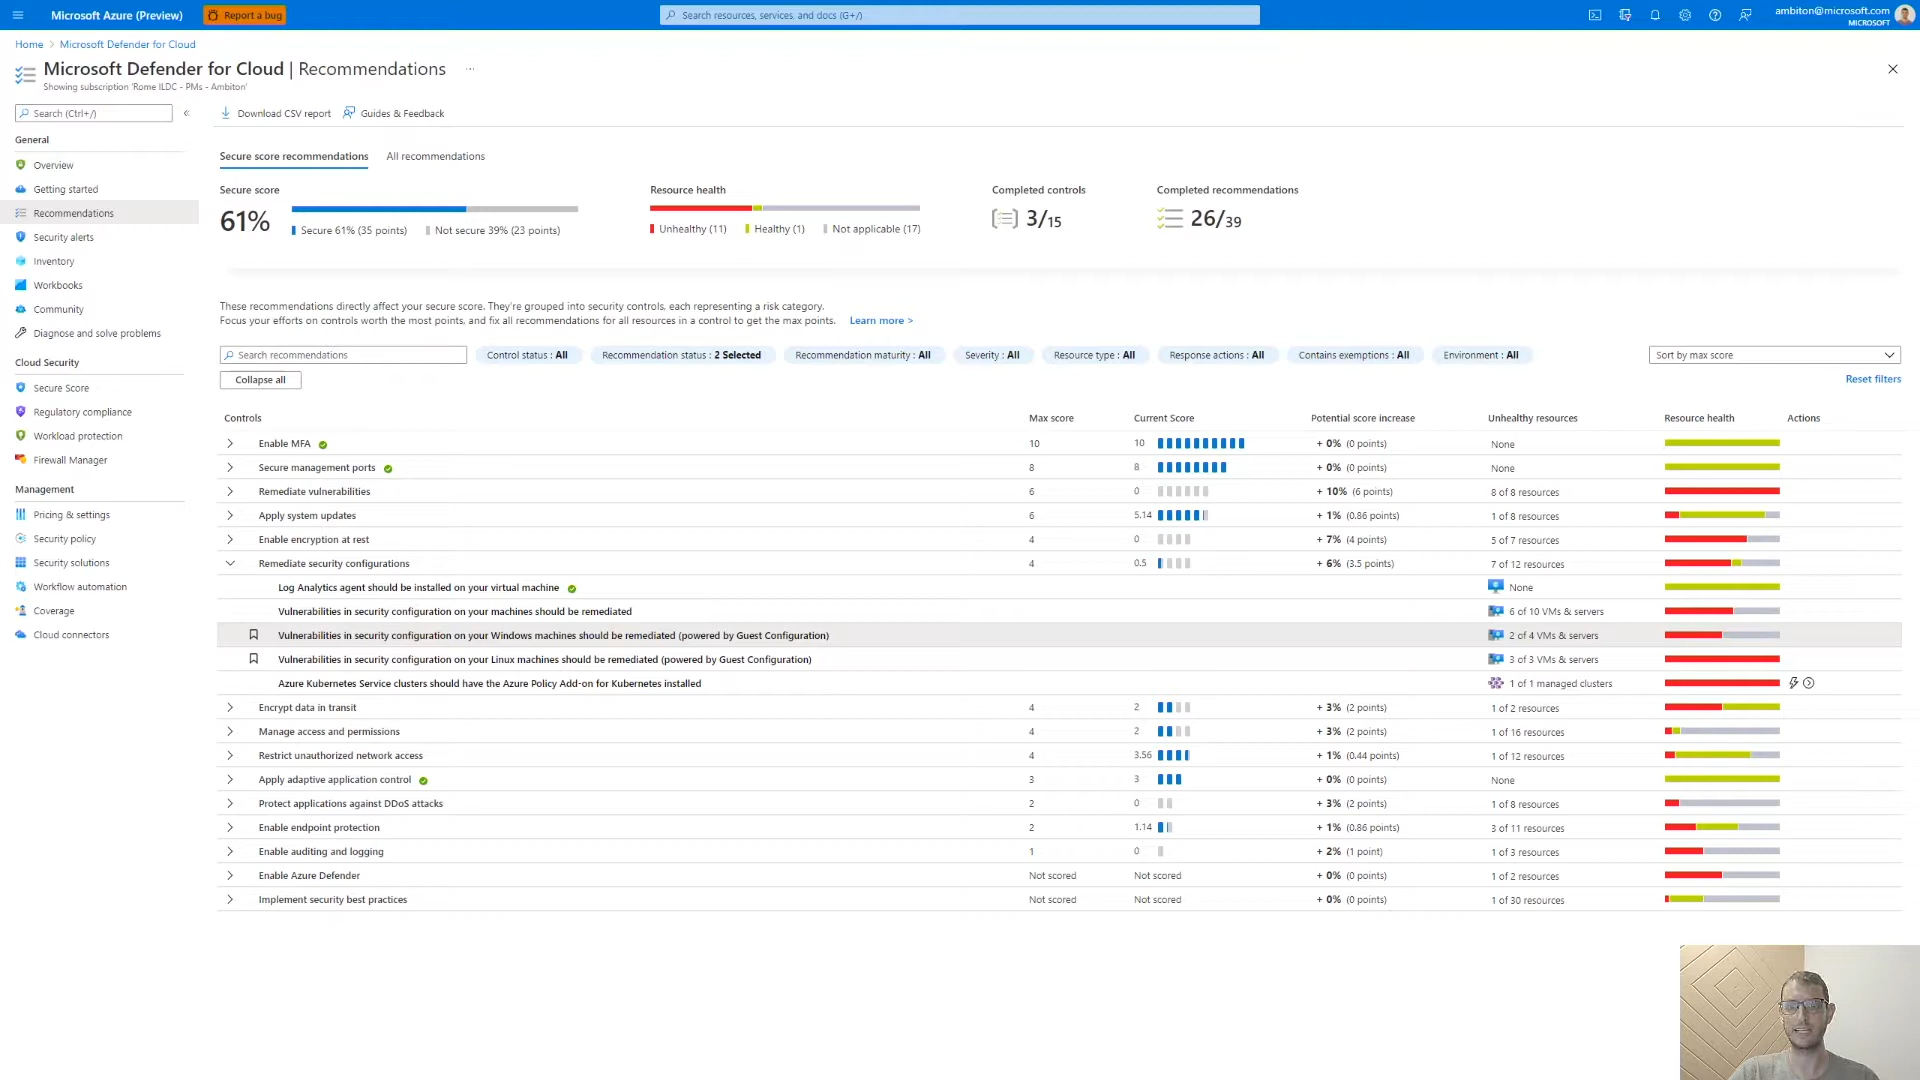 Microsoft Azure (Preview)
Report a bug
Search resources, services, and docs (G+/)
ambiton@microsoft.com
MICROSOFT
Home > Microsoft Defender for Cloud
Microsoft Defender for Cloud | Recommendations ...
Showing subscription 'Rome ILDC - PMs - Ambiton'
Search (Ctrl+/) «
General
Overview
Getting started
Recommendations
Security alerts
Inventory
Workbooks
Community
Diagnose and solve problems
Cloud Security
Secure Score
Regulatory compliance
Workload protection
Firewall Manager
Management
Pricing & settings
Security policy
Security solutions
Workflow automation
Coverage
Cloud connectors
Download CSV report Guides & Feedback
Secure score recommendations All recommendations
Secure score
61%
Secure 61% (35 points) Not secure 39% (23 points)
Resource health
Unhealthy (11) Healthy (1) Not applicable (17)
Completed controls
3/15
Completed recommendations
26/39
These recommendations directly affect your secure score. They're grouped into security controls, each representing a risk category.
Focus your efforts on controls worth the most points, and fix all recommendations for all resources in a control to get the max points. Learn more >
Search recommendations Control status : All Recommendation status : 2 Selected Recommendation maturity : All Severity : All Resource type : All Response actions : All Contains exemptions : All Environment : All Sort by max score
Collapse all Reset filters
Controls Max score Current Score Potential score increase Unhealthy resources Resource health Actions
Enable MFA 10 10 + 0% (0 points) None
Secure management ports 8 8 + 0% (0 points) None
Remediate vulnerabilities 6 0 + 10% (6 points) 8 of 8 resources
Apply system updates 6 5.14 + 1% (0.86 points) 1 of 8 resources
Enable encryption at rest 4 0 + 7% (4 points) 5 of 7 resources
Remediate security configurations 4 0.5 + 6% (3.5 points) 7 of 12 resources
Log Analytics agent should be installed on your virtual machine None
Vulnerabilities in security configuration on your machines should be remediated 6 of 10 VMs & servers
Vulnerabilities in security configuration on your Windows machines should be remediated (powered by Guest Configuration) 2 of 4 VMs & servers
Vulnerabilities in security configuration on your Linux machines should be remediated (powered by Guest Configuration) 3 of 3 VMs & servers
Azure Kubernetes Service clusters should have the Azure Policy Add-on for Kubernetes installed 1 of 1 managed clusters
Encrypt data in transit 4 2 + 3% (2 points) 1 of 2 resources
Manage access and permissions 4 2 + 3% (2 points) 1 of 16 resources
Restrict unauthorized network access 4 3.56 + 1% (0.44 points) 1 of 12 resources
Apply adaptive application control 3 3 + 0% (0 points) None
Protect applications against DDoS attacks 2 0 + 3% (2 points) 1 of 8 resources
Enable endpoint protection 2 1.14 + 1% (0.86 points) 3 of 11 resources
Enable auditing and logging 1 0 + 2% (1 point) 1 of 3 resources
Enable Azure Defender Not scored Not scored + 0% (0 points) 1 of 2 resources
Implement security best practices Not scored Not scored + 0% (0 points) 1 of 30 resources